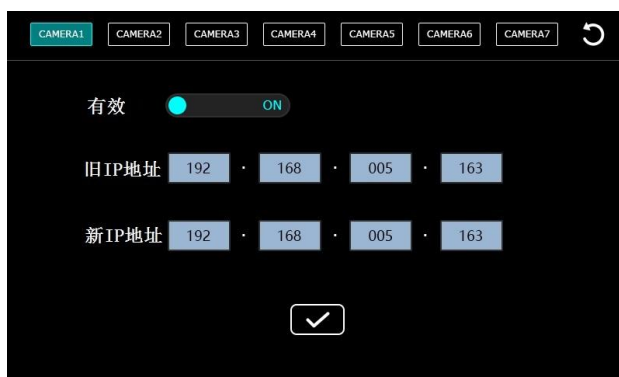 CAMERA1 CAMERA2 CAMERA3 CAMERA4 CAMERA5 CAMERA6 CAMERA7
有效 ON
旧IP地址 192 · 168 · 005 · 163
新IP地址 192 · 168 · 005 · 163